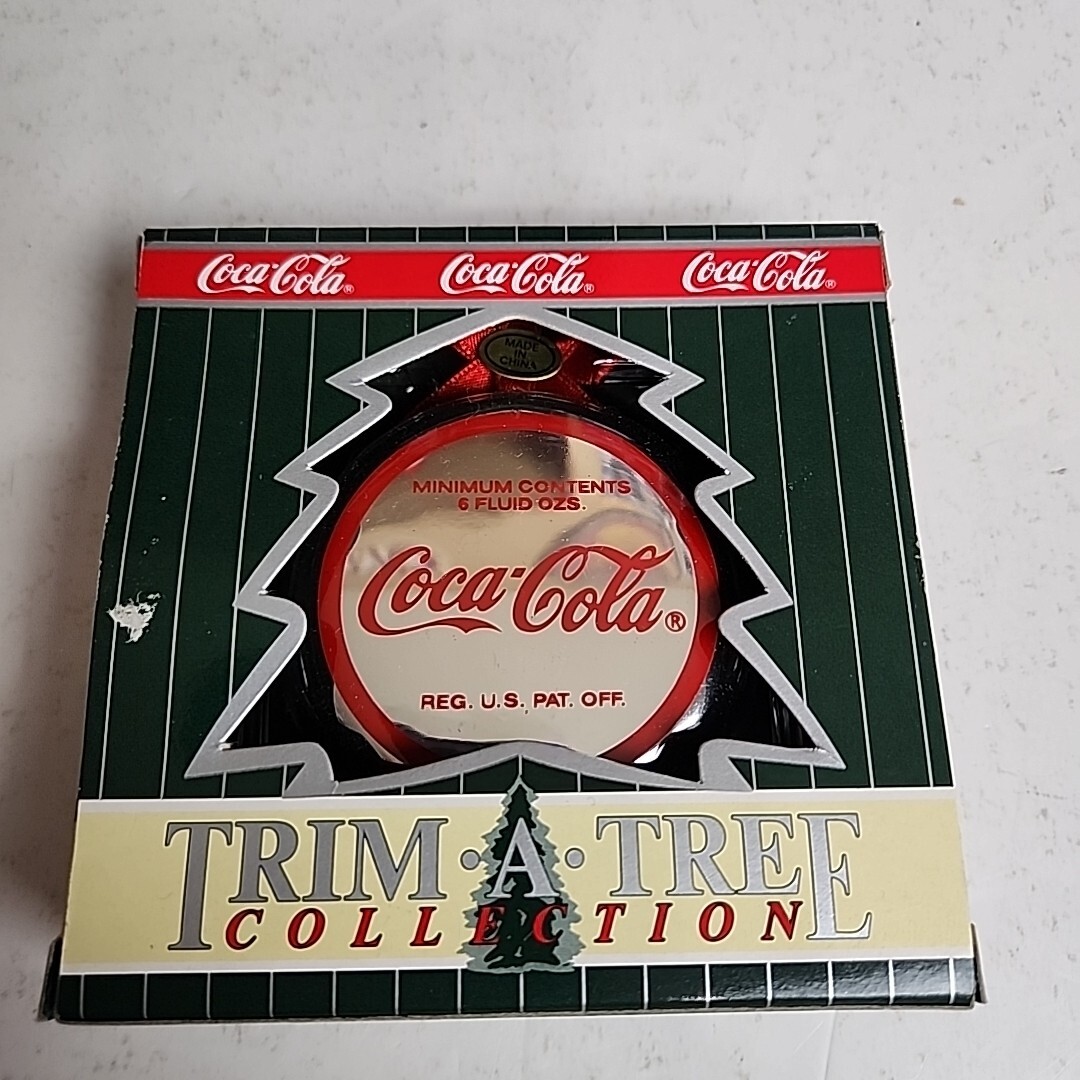 Coca-Cola® Coca-Cola® Coca-Cola®
MADE
IN
CHINA
MINIMUM CONTENTS
6 FLUID OZS.
Coca-Cola®
REG. U.S. PAT. OFF.
TRIM·A·TREE
COLLECTION